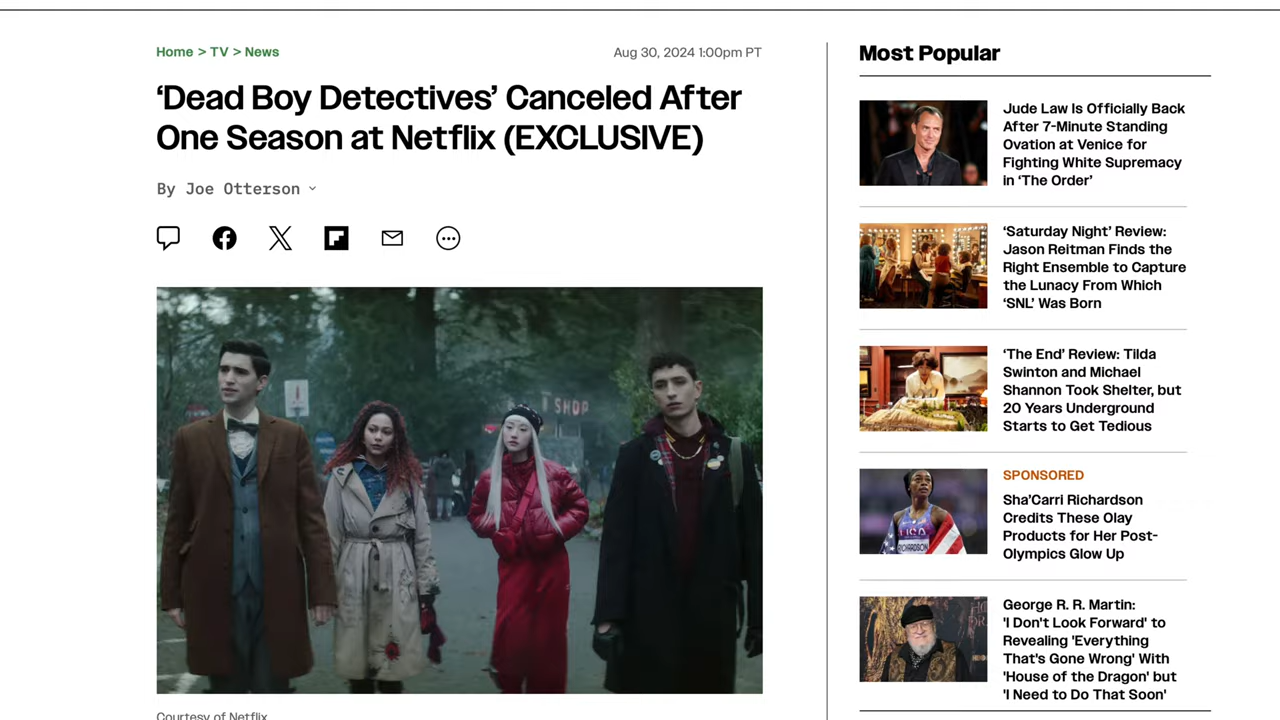 Home > TV > News
Aug 30, 2024 1:00pm PT
‘Dead Boy Detectives’ Canceled After
One Season at Netflix (EXCLUSIVE)
By Joe Otterson
SHOP
Courtesy of Netflix
Most Popular
Jude Law Is Officially Back
After 7-Minute Standing
Ovation at Venice for
Fighting White Supremacy
in ‘The Order’
‘Saturday Night’ Review:
Jason Reitman Finds the
Right Ensemble to Capture
the Lunacy From Which
‘SNL’ Was Born
‘The End’ Review: Tilda
Swinton and Michael
Shannon Took Shelter, but
20 Years Underground
Starts to Get Tedious
SPONSORED
Sha’Carri Richardson
Credits These Olay
Products for Her Post-
Olympics Glow Up
USA
RICHARDSON
George R. R. Martin:
'I Don't Look Forward' to
Revealing 'Everything
That's Gone Wrong' With
'House of the Dragon' but
'I Need to Do That Soon'